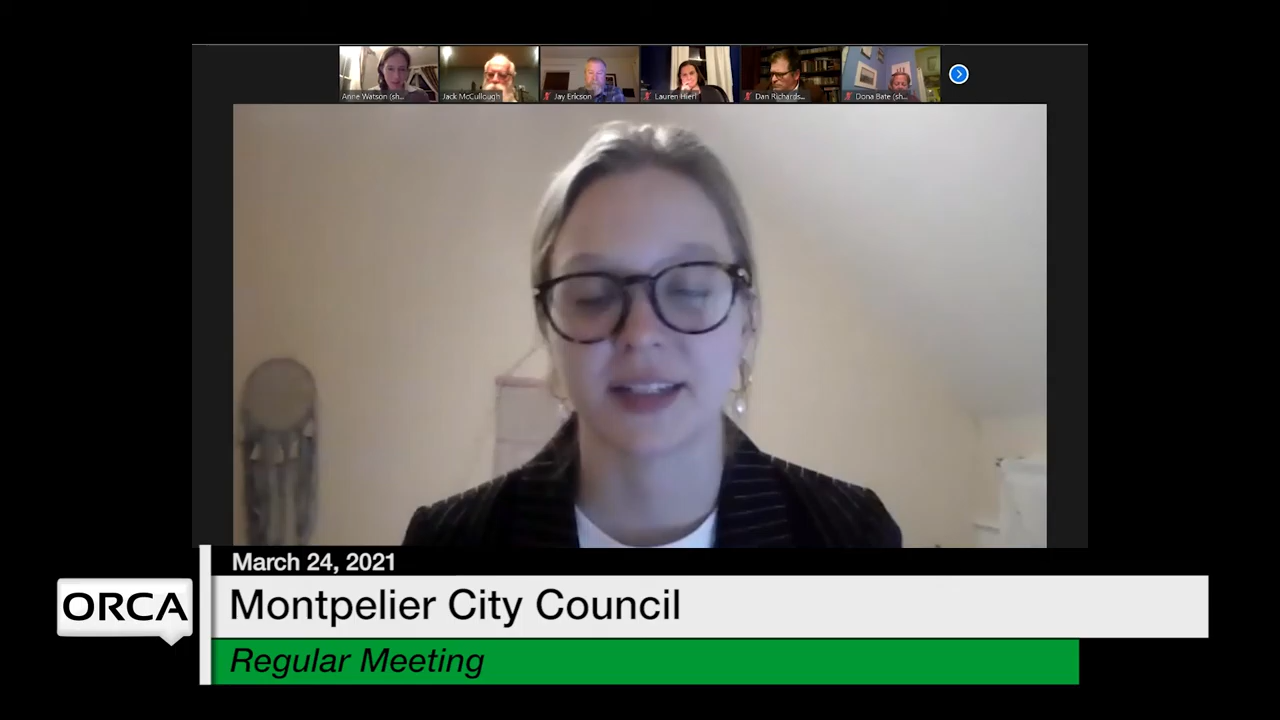 Anne Watson (sh...
Jack McCullough
Jay Ericson
Lauren Hierl
Dan Richards...
Dona Bate (sh...
March 24, 2021
ORCA
Montpelier City Council
Regular Meeting